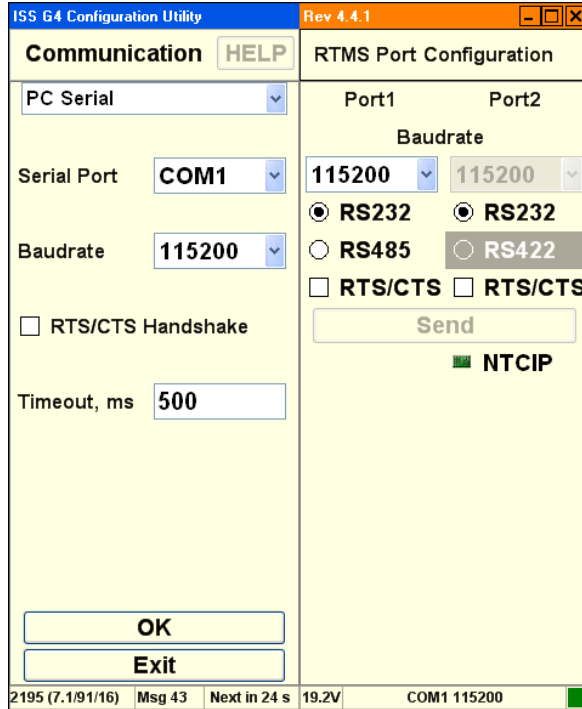 ISS G4 Configuration Utility
Rev 4.4.1
Communication
HELP
RTMS Port Configuration
PC Serial
Port1
Port2
Baudrate
Serial Port
COM1
115200
115200
RS232
RS232
Baudrate
115200
RS485
RS422
RTS/CTS
RTS/CTS
RTS/CTS Handshake
Send
NTCIP
Timeout, ms
500
OK
Exit
2195 (7.1/91/16)
Msg 43
Next in 24 s
19.2V
COM1 115200